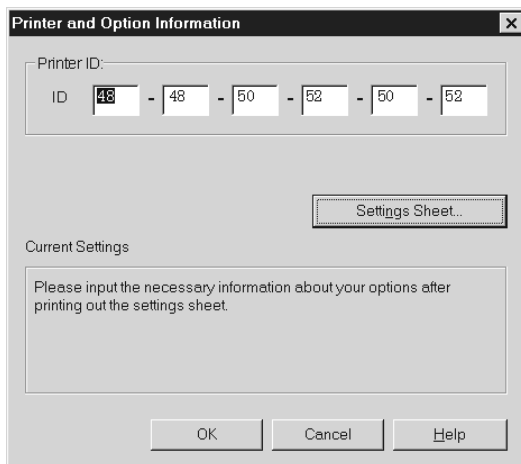 Printer and Option Information
Printer ID:
ID 48 - 48 - 50 - 52 - 50 - 52
Settings Sheet...
Current Settings
Please input the necessary information about your options after
printing out the settings sheet.
OK Cancel Help